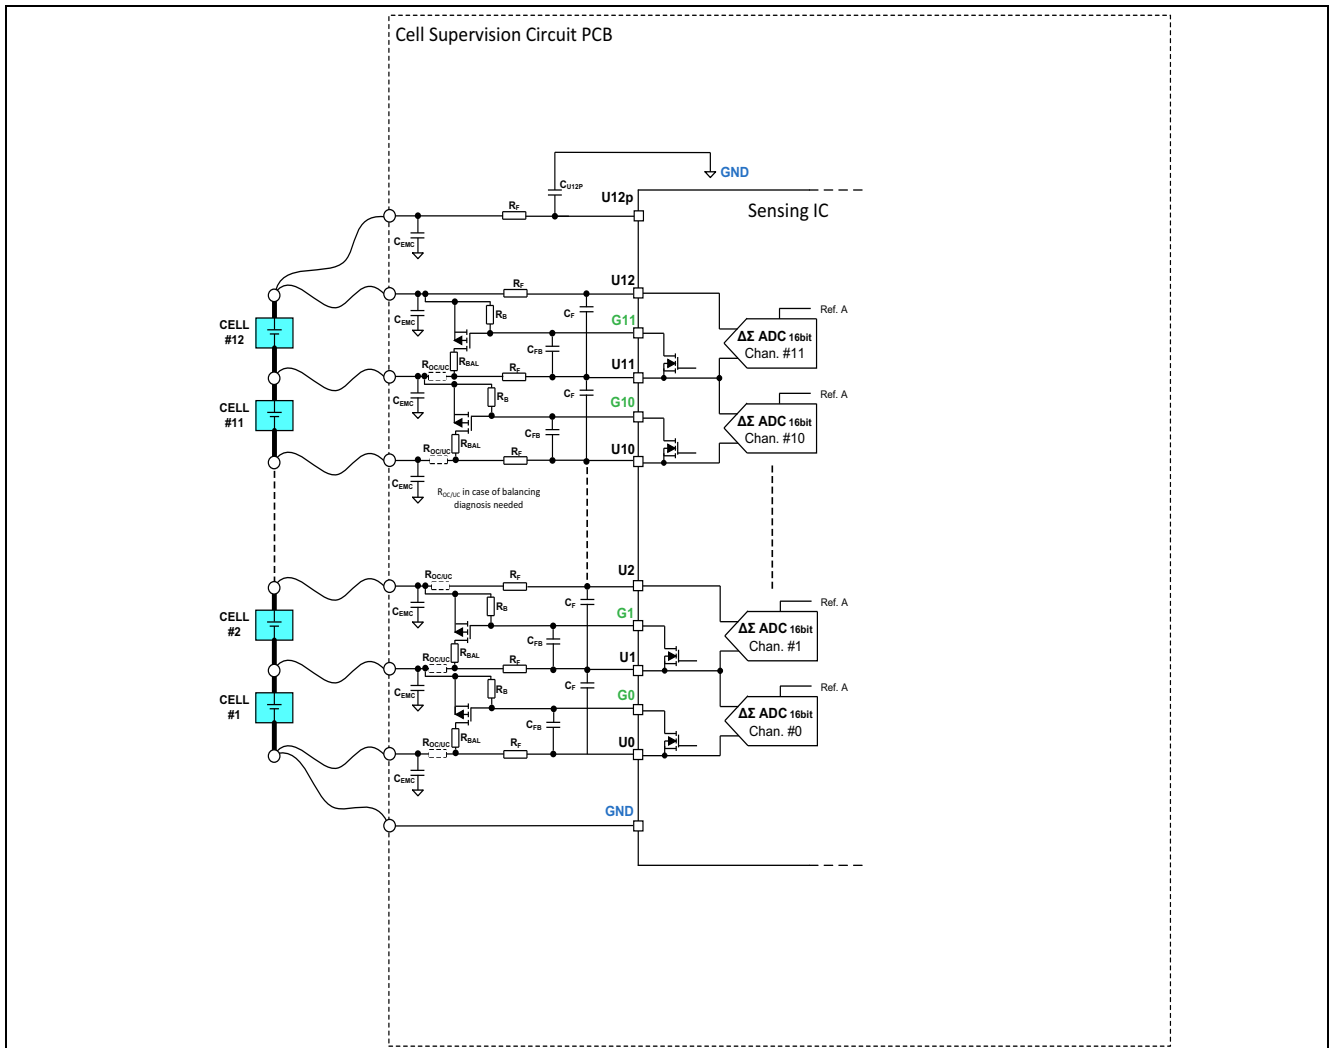 Cell Supervision Circuit PCB
GND
CU12P
U12p
Sensing IC
RF
CEMC
U12
RF
CEMC
RB
CF
G11
Ref. A
ΔΣ ADC 16bit
Chan. #11
CELL
#12
CFB
RBAL
ROC/UC
RF
U11
CEMC
RB
CF
G10
Ref. A
ΔΣ ADC 16bit
Chan. #10
CELL
#11
CFB
RBAL
ROC/UC
RF
U10
CEMC
ROC/UC in case of balancing
diagnosis needed
ROC/UC
RF
U2
CEMC
RB
CF
G1
Ref. A
ΔΣ ADC 16bit
Chan. #1
CELL
#2
CFB
RBAL
ROC/UC
RF
U1
CEMC
RB
CF
G0
Ref. A
ΔΣ ADC 16bit
Chan. #0
CELL
#1
CFB
RBAL
ROC/UC
RF
U0
CEMC
GND